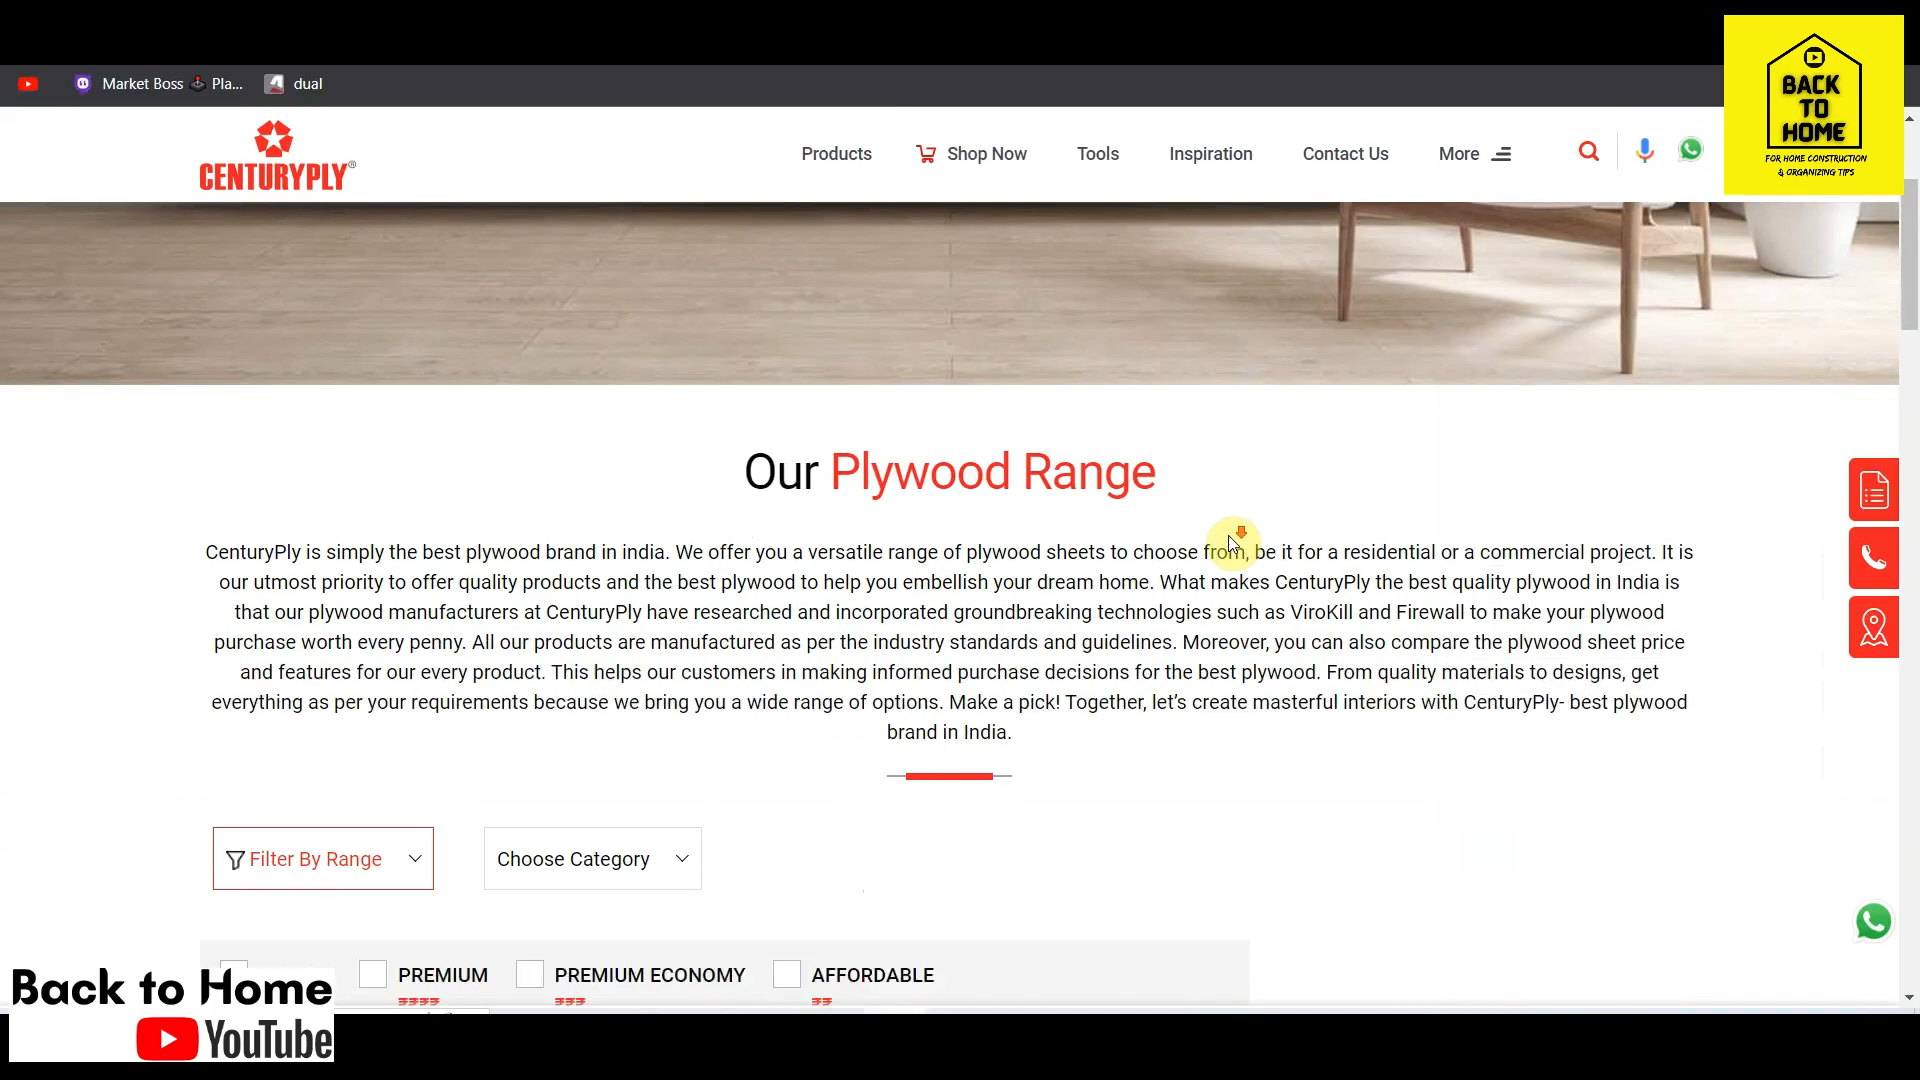 Market Boss Pla...
dual
BACK
TO
HOME
FOR HOME CONSTRUCTION
& ORGANIZING TIPS
CENTURYPLY®
Products
Shop Now
Tools
Inspiration
Contact Us
More
Our Plywood Range
CenturyPly is simply the best plywood brand in india. We offer you a versatile range of plywood sheets to choose from, be it for a residential or a commercial project. It is
our utmost priority to offer quality products and the best plywood to help you embellish your dream home. What makes CenturyPly the best quality plywood in India is
that our plywood manufacturers at CenturyPly have researched and incorporated groundbreaking technologies such as ViroKill and Firewall to make your plywood
purchase worth every penny. All our products are manufactured as per the industry standards and guidelines. Moreover, you can also compare the plywood sheet price
and features for our every product. This helps our customers in making informed purchase decisions for the best plywood. From quality materials to designs, get
everything as per your requirements because we bring you a wide range of options. Make a pick! Together, let’s create masterful interiors with CenturyPly- best plywood
brand in India.
Filter By Range
Choose Category
PREMIUM
₹₹₹₹
PREMIUM ECONOMY
₹₹₹
AFFORDABLE
₹₹
Back to Home
YouTube